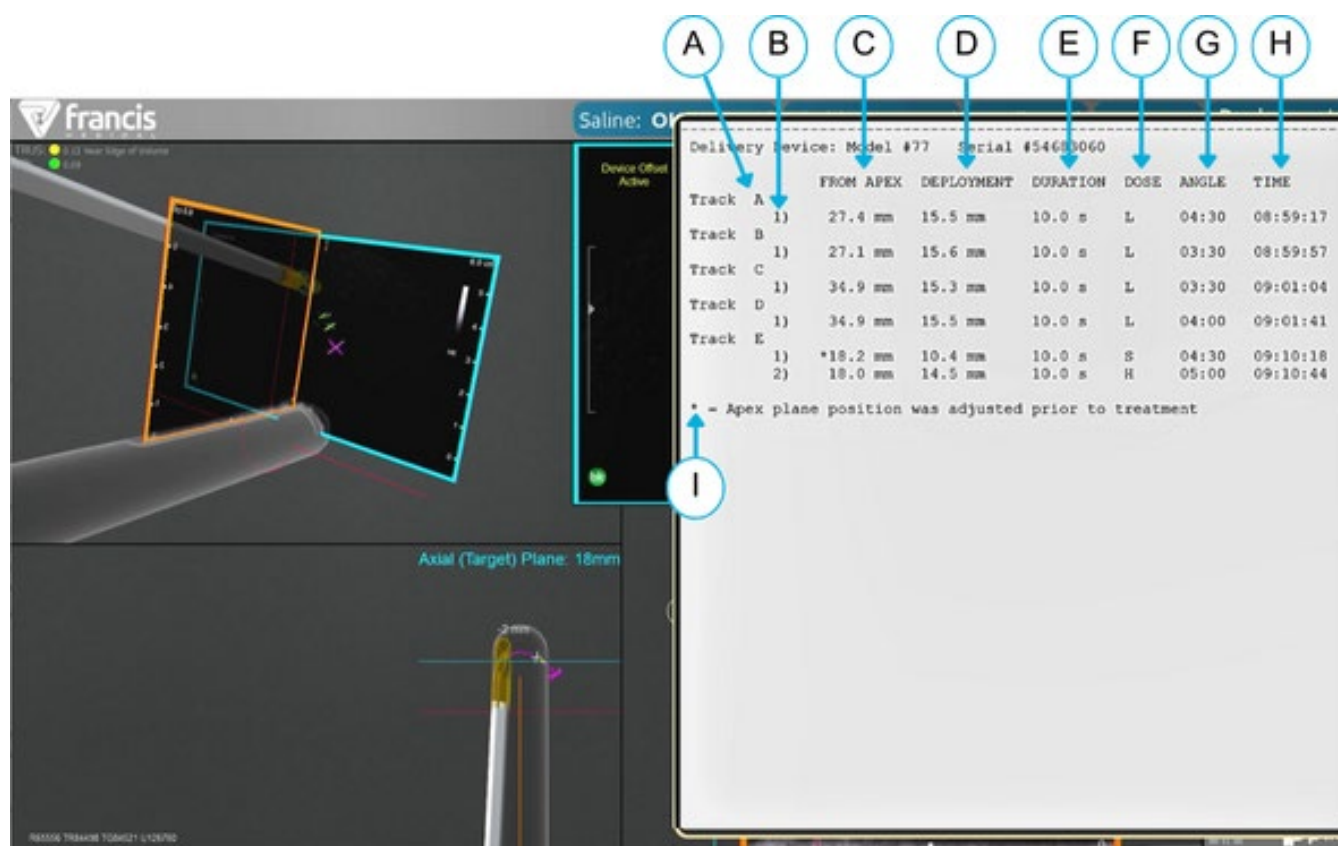 A B C D E F G H
francis
Saline: OK
Device Offset
Active
Delivery Device: Model #77 Serial #54683060
FROM APEX DEPLOYMENT DURATION DOSE ANGLE TIME
Track A
1) 27.4 mm 15.5 mm 10.0 s L 04:30 08:59:17
Track B
1) 27.1 mm 15.6 mm 10.0 s L 03:30 08:59:57
Track C
1) 34.9 mm 15.3 mm 10.0 s L 03:30 09:01:04
Track D
1) 34.9 mm 15.5 mm 10.0 s L 04:00 09:01:41
Track E
1) *18.2 mm 10.4 mm 10.0 s S 04:30 09:10:18
2) 18.0 mm 14.5 mm 10.0 s H 05:00 09:10:44
* = Apex plane position was adjusted prior to treatment
I
Axial (Target) Plane: 18mm
-2 mm